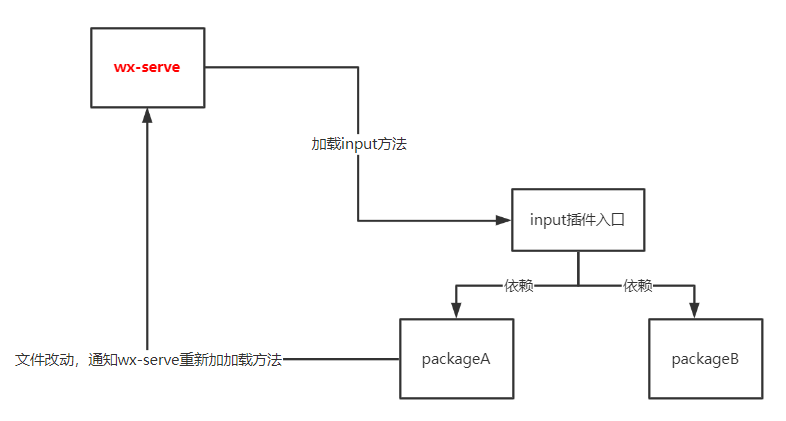 wx-serve
加载input方法
input插件入口
依赖
依赖
文件改动，通知wx-serve重新加加载方法
packageA
packageB